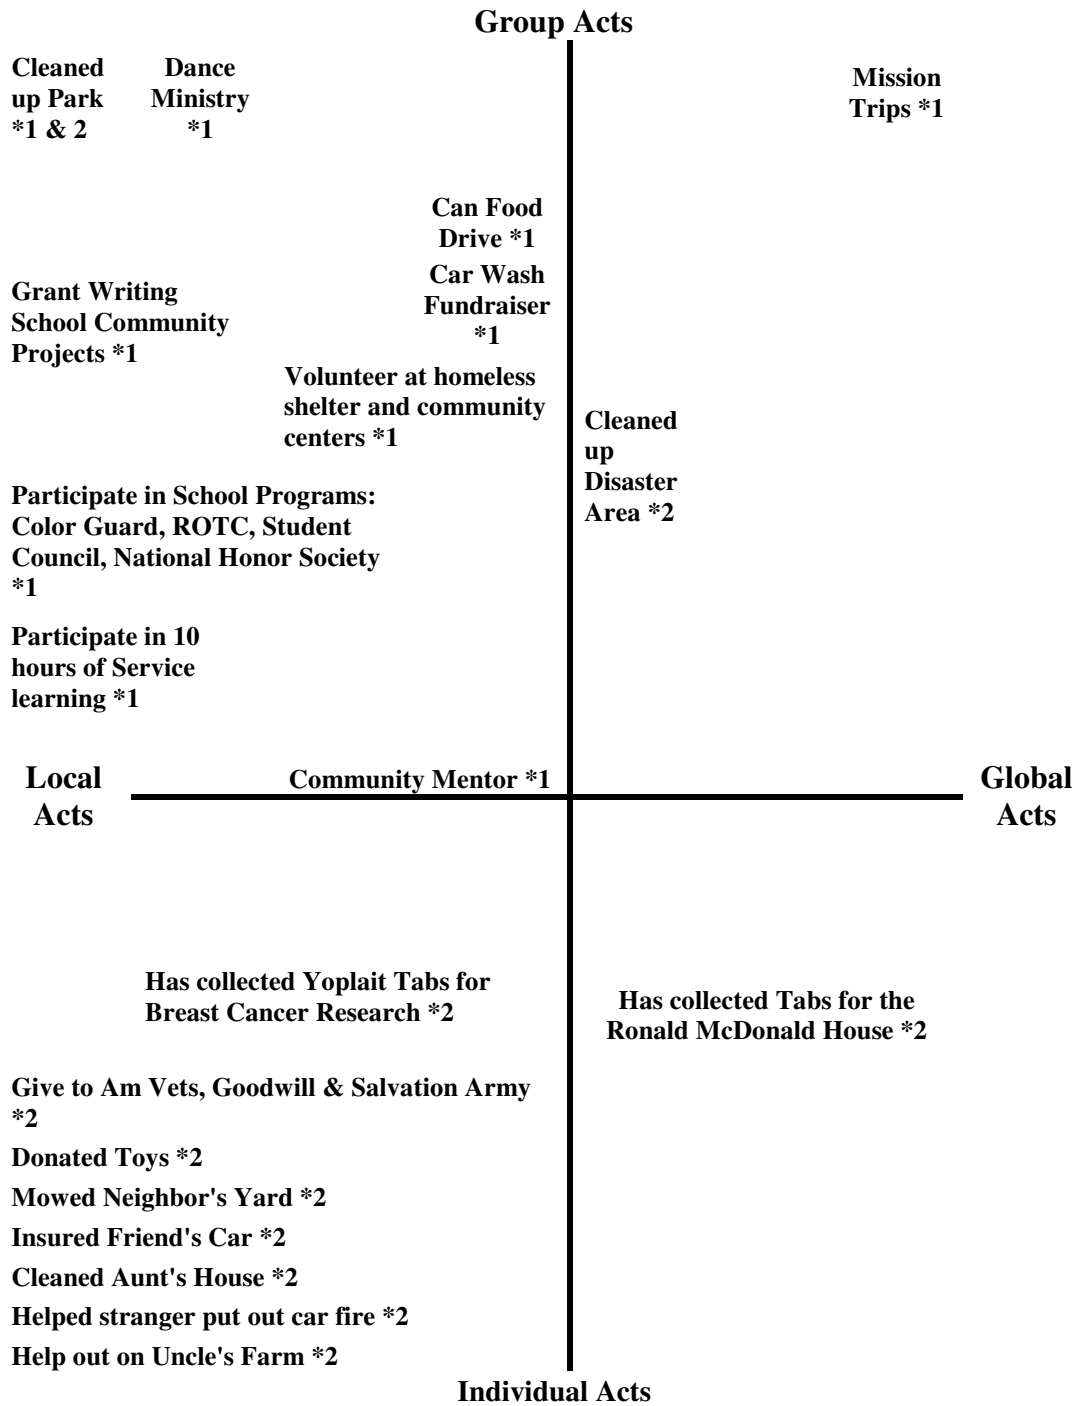 Group Acts
Cleaned
up Park
*1 & 2
Dance
Ministry
*1
Mission
Trips *1
Can Food
Drive *1
Car Wash
Fundraiser
*1
Grant Writing
School Community
Projects *1
Volunteer at homeless
shelter and community
centers *1
Cleaned
up
Disaster
Area *2
Participate in School Programs:
Color Guard, ROTC, Student
Council, National Honor Society
*1
Participate in 10
hours of Service
learning *1
Local
Acts
Community Mentor *1
Global
Acts
Has collected Yoplait Tabs for
Breast Cancer Research *2
Has collected Tabs for the
Ronald McDonald House *2
Give to Am Vets, Goodwill & Salvation Army
*2
Donated Toys *2
Mowed Neighbor's Yard *2
Insured Friend's Car *2
Cleaned Aunt's House *2
Helped stranger put out car fire *2
Help out on Uncle's Farm *2
Individual Acts